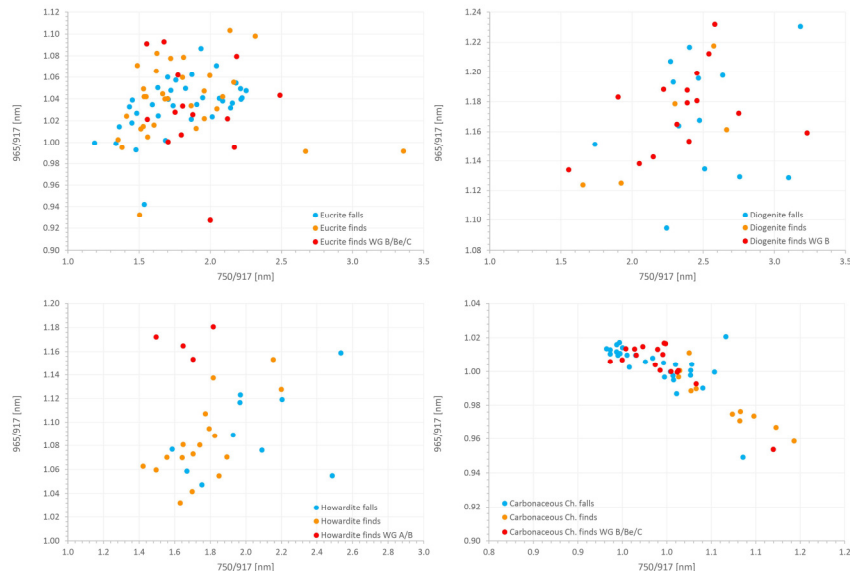 1.12
1.10
1.08
1.06
1.04
1.02
1.00
0.98
0.96
0.94
0.92
0.90
965/917 [nm]
Eucrite falls
Eucrite finds
Eucrite finds WG B/Be/C
1.0 1.5 2.0 2.5 3.0 3.5
750/917 [nm]
1.24
1.22
1.20
1.18
1.16
1.14
1.12
1.10
1.08
965/917 [nm]
Diogenite falls
Diogenite finds
Diogenite finds WG B
1.0 1.5 2.0 2.5 3.0 3.5
750/917 [nm]
1.20
1.18
1.16
1.14
1.12
1.10
1.08
1.06
1.04
1.02
1.00
965/917 [nm]
Howardite falls
Howardite finds
Howardite finds WG A/B
1.0 1.2 1.4 1.6 1.8 2.0 2.2 2.4 2.6 2.8 3.0
750/917 [nm]
1.04
1.02
1.00
0.98
0.96
0.94
0.92
0.90
965/917 [nm]
Carbonaceous Ch. falls
Carbonaceous Ch. finds
Carbonaceous Ch. finds WG B/Be/C
0.8 0.9 0.9 1.0 1.0 1.1 1.1 1.2 1.2
750/917 [nm]